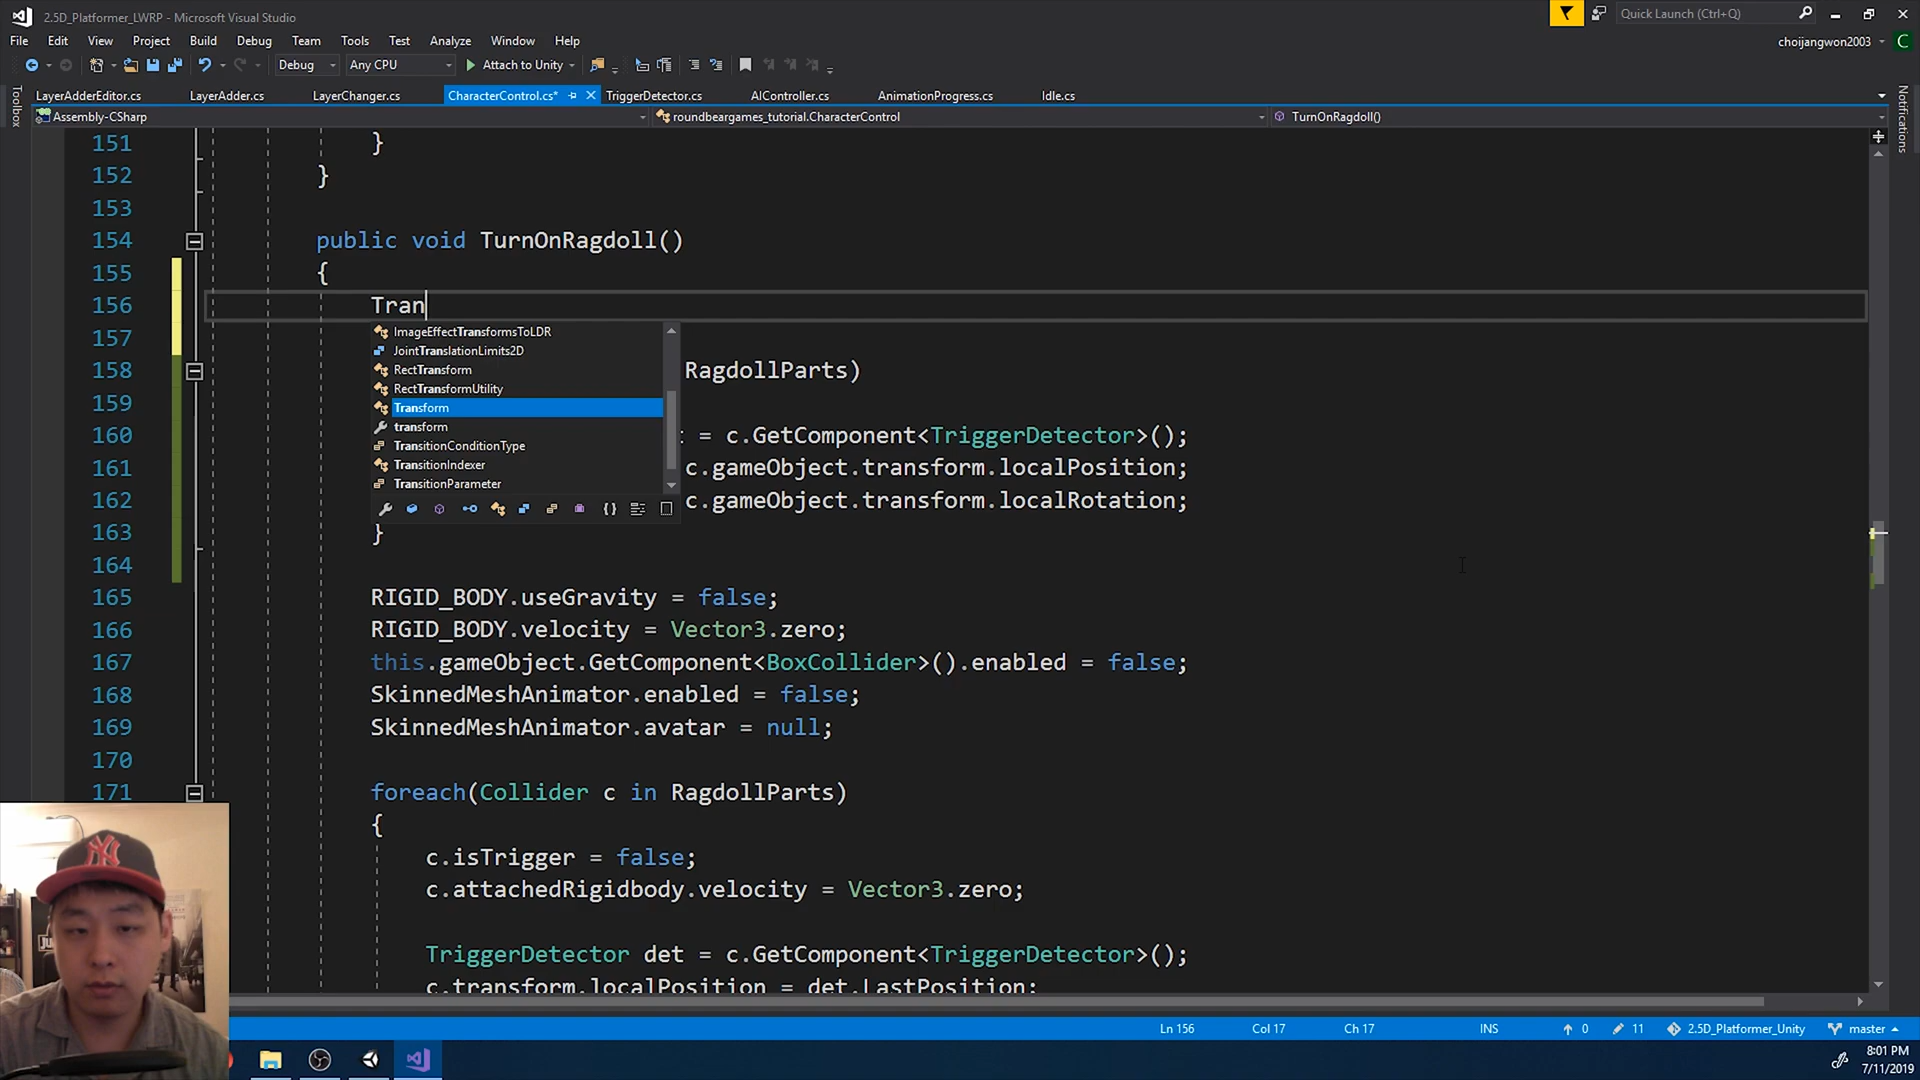 2.5D_Platformer_LWRP - Microsoft Visual Studio
Quick Launch (Ctrl+Q)
File Edit View Project Build Debug Team Tools Test Analyze Window Help
choijangwon2003 C
Debug Any CPU Attach to Unity
Toolbox
LayerAdderEditor.cs LayerAdder.cs LayerChanger.cs CharacterControl.cs* TriggerDetector.cs AIController.cs AnimationProgress.cs Idle.cs
Notifications
Assembly-CSharp roundbeargames_tutorial.CharacterControl TurnOnRagdoll()
151 }
152 }
153
154 public void TurnOnRagdoll()
155 {
156 Tran
157
158 RagdollParts)
159
160 = c.GetComponent<TriggerDetector>();
161 c.gameObject.transform.localPosition;
162 c.gameObject.transform.localRotation;
163 }
164
165 RIGID_BODY.useGravity = false;
166 RIGID_BODY.velocity = Vector3.zero;
167 this.gameObject.GetComponent<BoxCollider>().enabled = false;
168 SkinnedMeshAnimator.enabled = false;
169 SkinnedMeshAnimator.avatar = null;
170
171 foreach(Collider c in RagdollParts)
{
c.isTrigger = false;
c.attachedRigidbody.velocity = Vector3.zero;
TriggerDetector det = c.GetComponent<TriggerDetector>();
c.transform.localPosition = det.LastPosition;
ImageEffectTransformsToLDR
JointTranslationLimits2D
RectTransform
RectTransformUtility
Transform
transform
TransitionConditionType
TransitionIndexer
TransitionParameter
Ln 156 Col 17 Ch 17 INS 0 11 2.5D_Platformer_Unity master
8:01 PM
7/11/2019